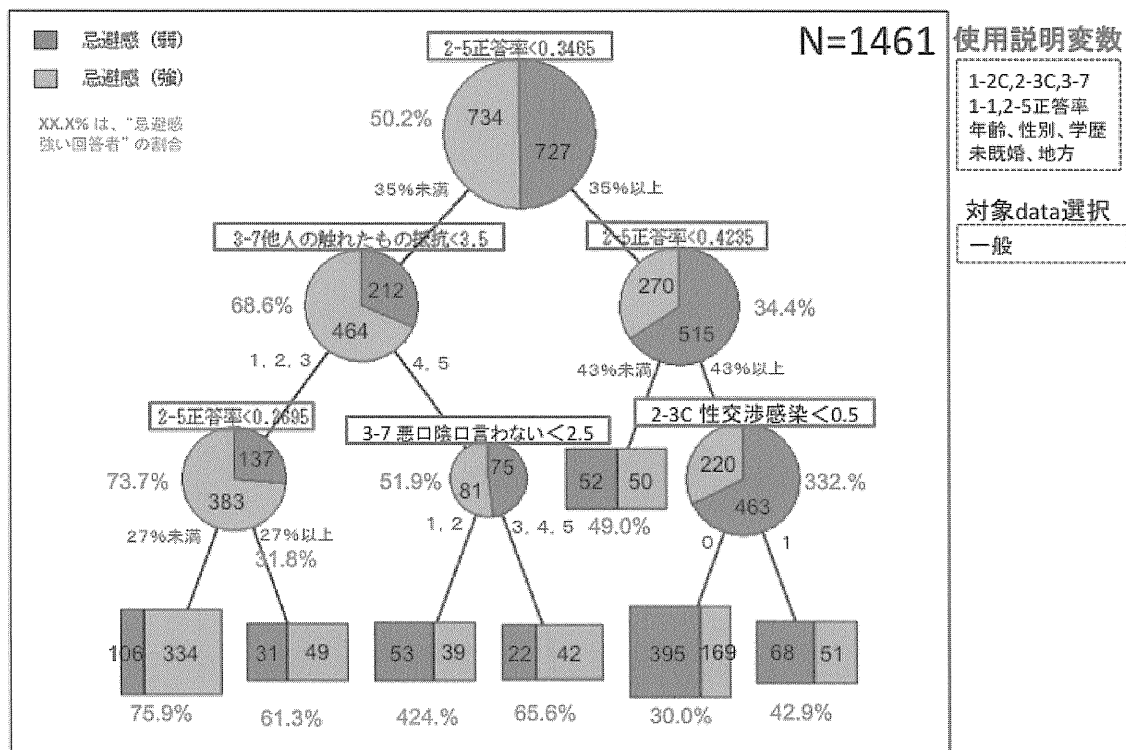 忌避感（弱）
忌避感（強）
XX.X% は、“忌避感
強い回答者” の割合
N=1461
2-5正答率<0.3465
50.2%
734
727
35%未満
35%以上
3-7他人の触れたもの抵抗<3.5
2-5正答率<0.4235
68.6%
212
464
270
515
34.4%
1, 2, 3
4, 5
43%未満
43%以上
2-5正答率<0.2695
3-7 悪口陰口言わない＜2.5
2-3C 性交渉感染＜0.5
73.7%
137
383
51.9%
75
81
52
50
49.0%
220
463
332.%
27%未満
27%以上
31.8%
1, 2
3, 4, 5
0
1
106
334
75.9%
31
49
61.3%
53
39
424.%
22
42
65.6%
395
169
30.0%
68
51
42.9%
使用説明変数
1-2C,2-3C,3-7
1-1,2-5正答率
年齢、性別、学歴
未既婚、地方
対象data選択
一般